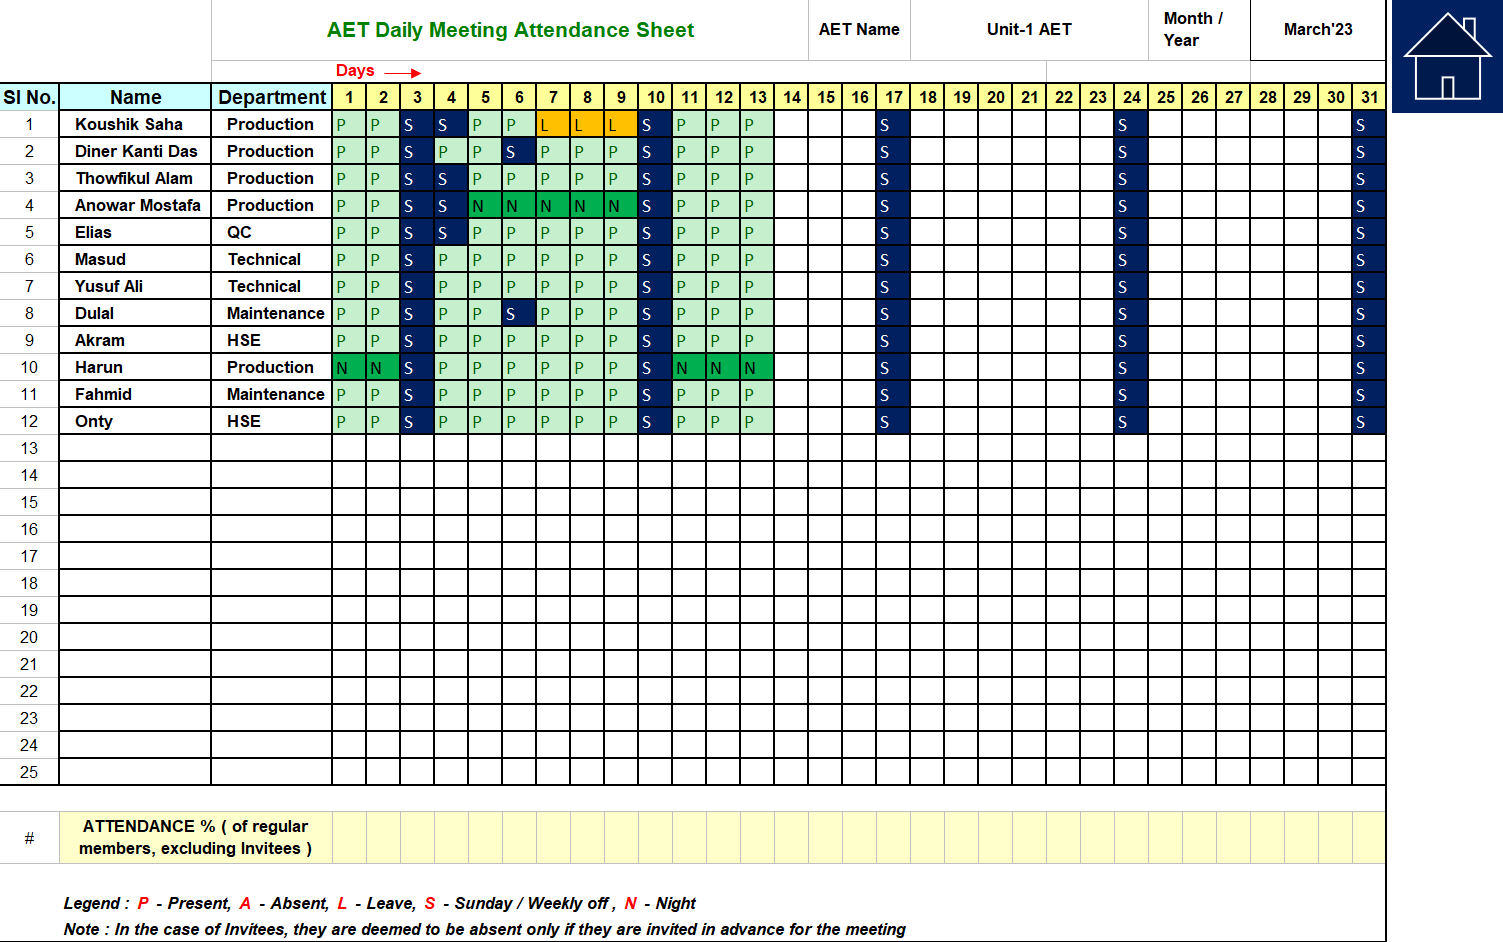 AET Daily Meeting Attendance Sheet AET Name Unit-1 AET Month / Year March'23
Days
Sl No. Name Department 1 2 3 4 5 6 7 8 9 10 11 12 13 14 15 16 17 18 19 20 21 22 23 24 25 26 27 28 29 30 31
1 Koushik Saha Production P P S S P P L L L S P P P S S S
2 Diner Kanti Das Production P P S P P S P P P S P P P S S S
3 Thowfikul Alam Production P P S S P P P P P S P P P S S S
4 Anowar Mostafa Production P P S S N N N N N S P P P S S S
5 Elias QC P P S S P P P P P S P P P S S S
6 Masud Technical P P S P P P P P P S P P P S S S
7 Yusuf Ali Technical P P S P P P P P P S P P P S S S
8 Dulal Maintenance P P S P P S P P P S P P P S S S
9 Akram HSE P P S P P P P P P S P P P S S S
10 Harun Production N N S P P P P P P S N N N S S S
11 Fahmid Maintenance P P S P P P P P P S P P P S S S
12 Onty HSE P P S P P P P P P S P P P S S S
13
14
15
16
17
18
19
20
21
22
23
24
25
# ATTENDANCE % ( of regular
members, excluding Invitees )
Legend : P - Present, A - Absent, L - Leave, S - Sunday / Weekly off , N - Night
Note : In the case of Invitees, they are deemed to be absent only if they are invited in advance for the meeting